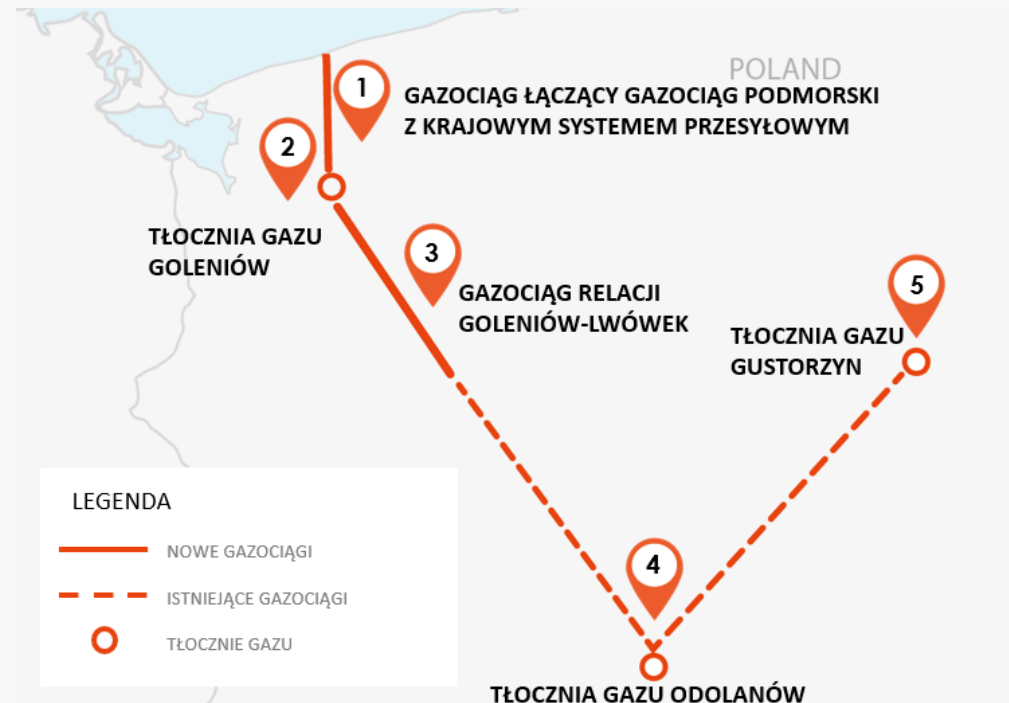 POLAND
1
GAZOCIĄG ŁĄCZĄCY GAZOCIĄG PODMORSKI
Z KRAJOWYM SYSTEMEM PRZESYŁOWYM
2
TŁOCZNIA GAZU
GOLENIÓW
3
GAZOCIĄG RELACJI
GOLENIÓW-LWÓWEK
5
TŁOCZNIA GAZU
GUSTORZYN
4
TŁOCZNIA GAZU ODOLANÓW
LEGENDA
NOWE GAZOCIĄGI
ISTNIEJĄCE GAZOCIĄGI
TŁOCZNIE GAZU